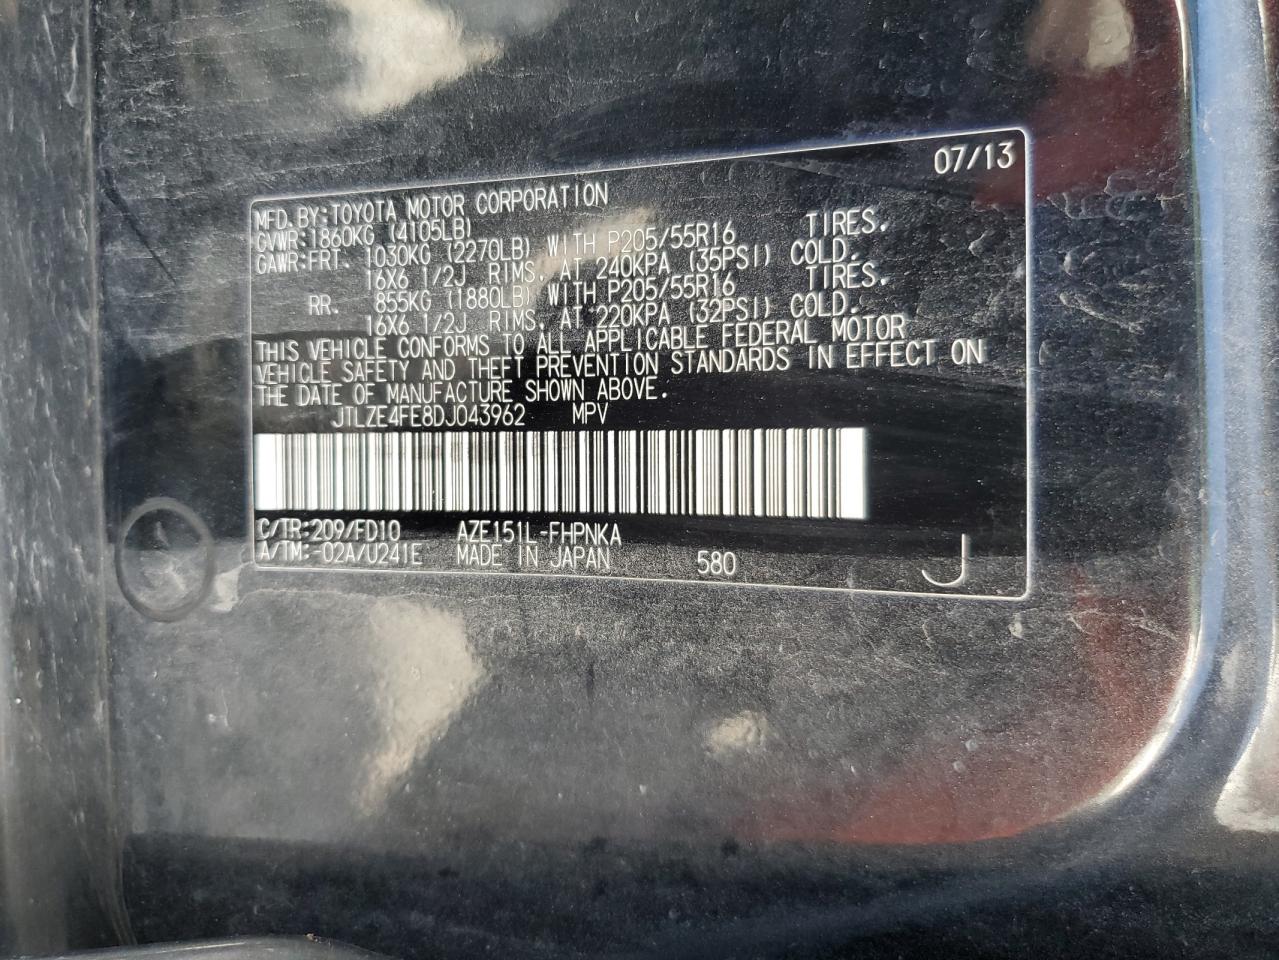 07/13
MFD.BY:TOYOTA MOTOR CORPORATION
GVWR:1860KG (4105LB)
GAWR:FRT. 1030KG (2270LB) WITH P205/55R16 TIRES.
16X6 1/2J RIMS, AT 240KPA (35PSI) COLD.
RR. 855KG (1880LB) WITH P205/55R16 TIRES.
16X6 1/2J RIMS, AT 220KPA (32PSI) COLD.
THIS VEHICLE CONFORMS TO ALL APPLICABLE FEDERAL MOTOR
VEHICLE SAFETY AND THEFT PREVENTION STANDARDS IN EFFECT ON
THE DATE OF MANUFACTURE SHOWN ABOVE.
JTLZE4FE8DJ043962 MPV
C/TR:209/FD10 AZE151L-FHPNKA
A/TM:-02A/U241E MADE IN JAPAN 580 J